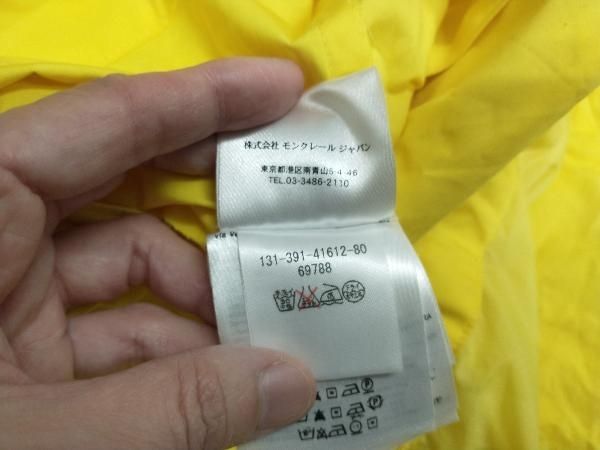 株式会社 モンクレール ジャパン
東京都港区南青山5-4-46
TEL.03-3486-2110
131-391-41612-80
69788